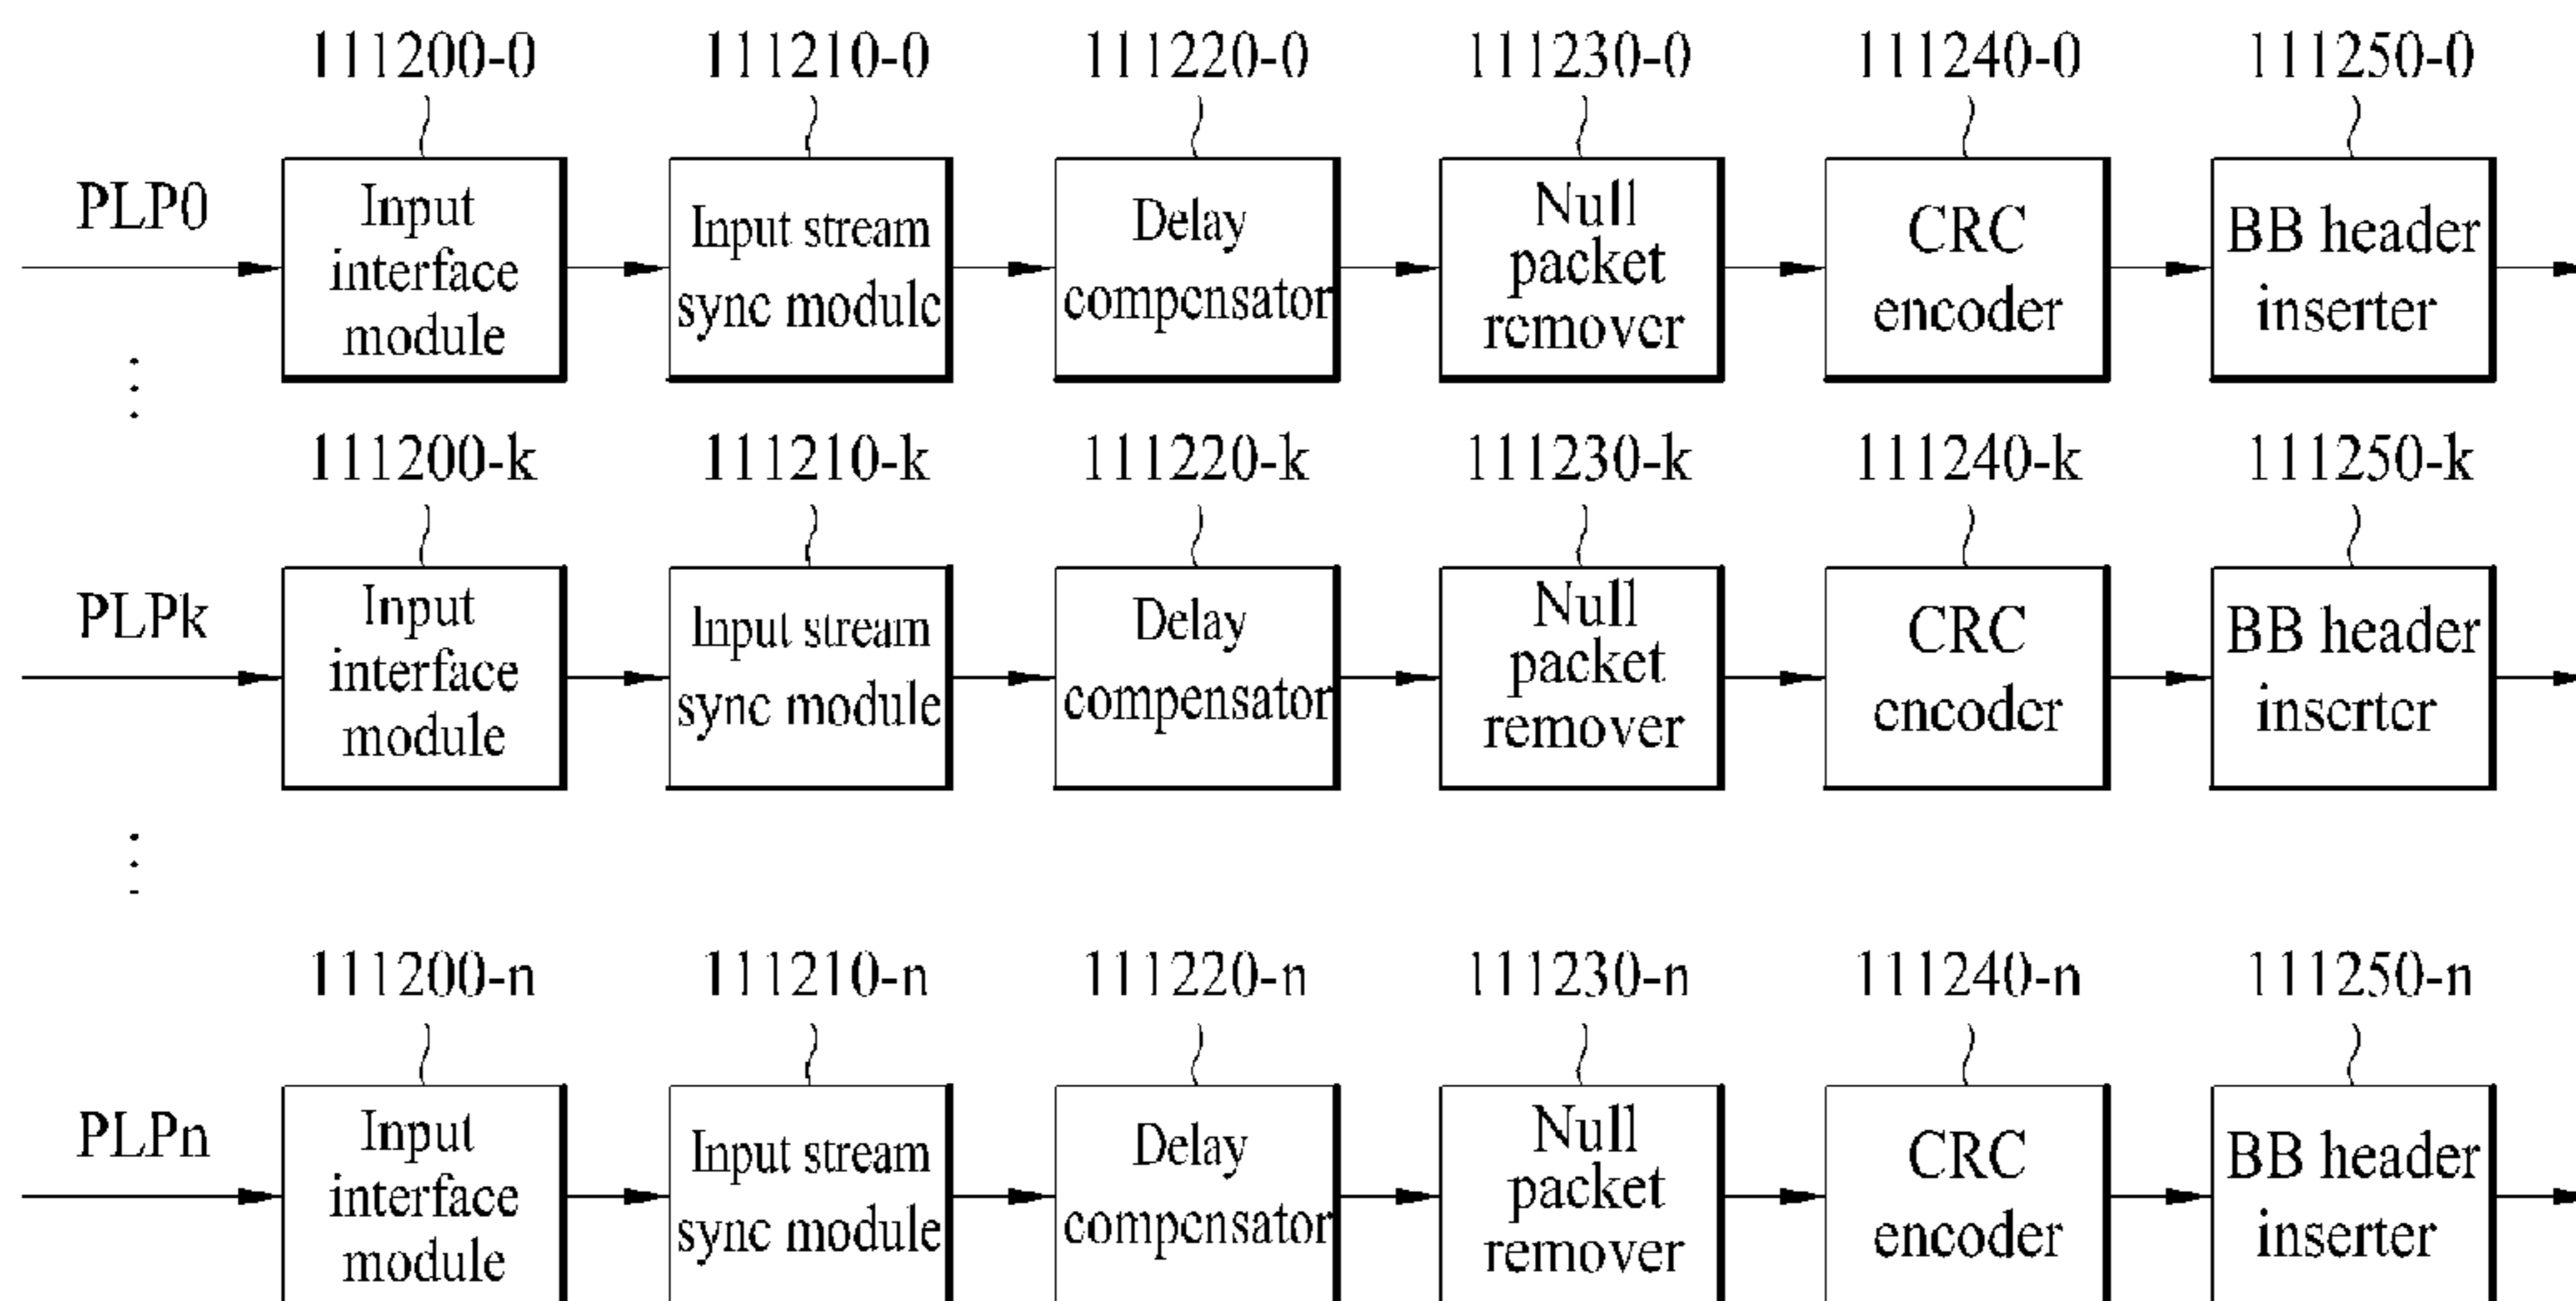 111200-0 111210-0 111220-0 111230-0 111240-0 111250-0
PLP0
Input
interface
module
Input stream
sync module
Delay
compensator
Null
packet
remover
CRC
encoder
BB header
inserter
111200-k 111210-k 111220-k 111230-k 111240-k 111250-k
PLPk
Input
interface
module
Input stream
sync module
Delay
compensator
Null
packet
remover
CRC
encoder
BB header
inserter
111200-n 111210-n 111220-n 111230-n 111240-n 111250-n
PLPn
Input
interface
module
Input stream
sync module
Delay
compensator
Null
packet
remover
CRC
encoder
BB header
inserter